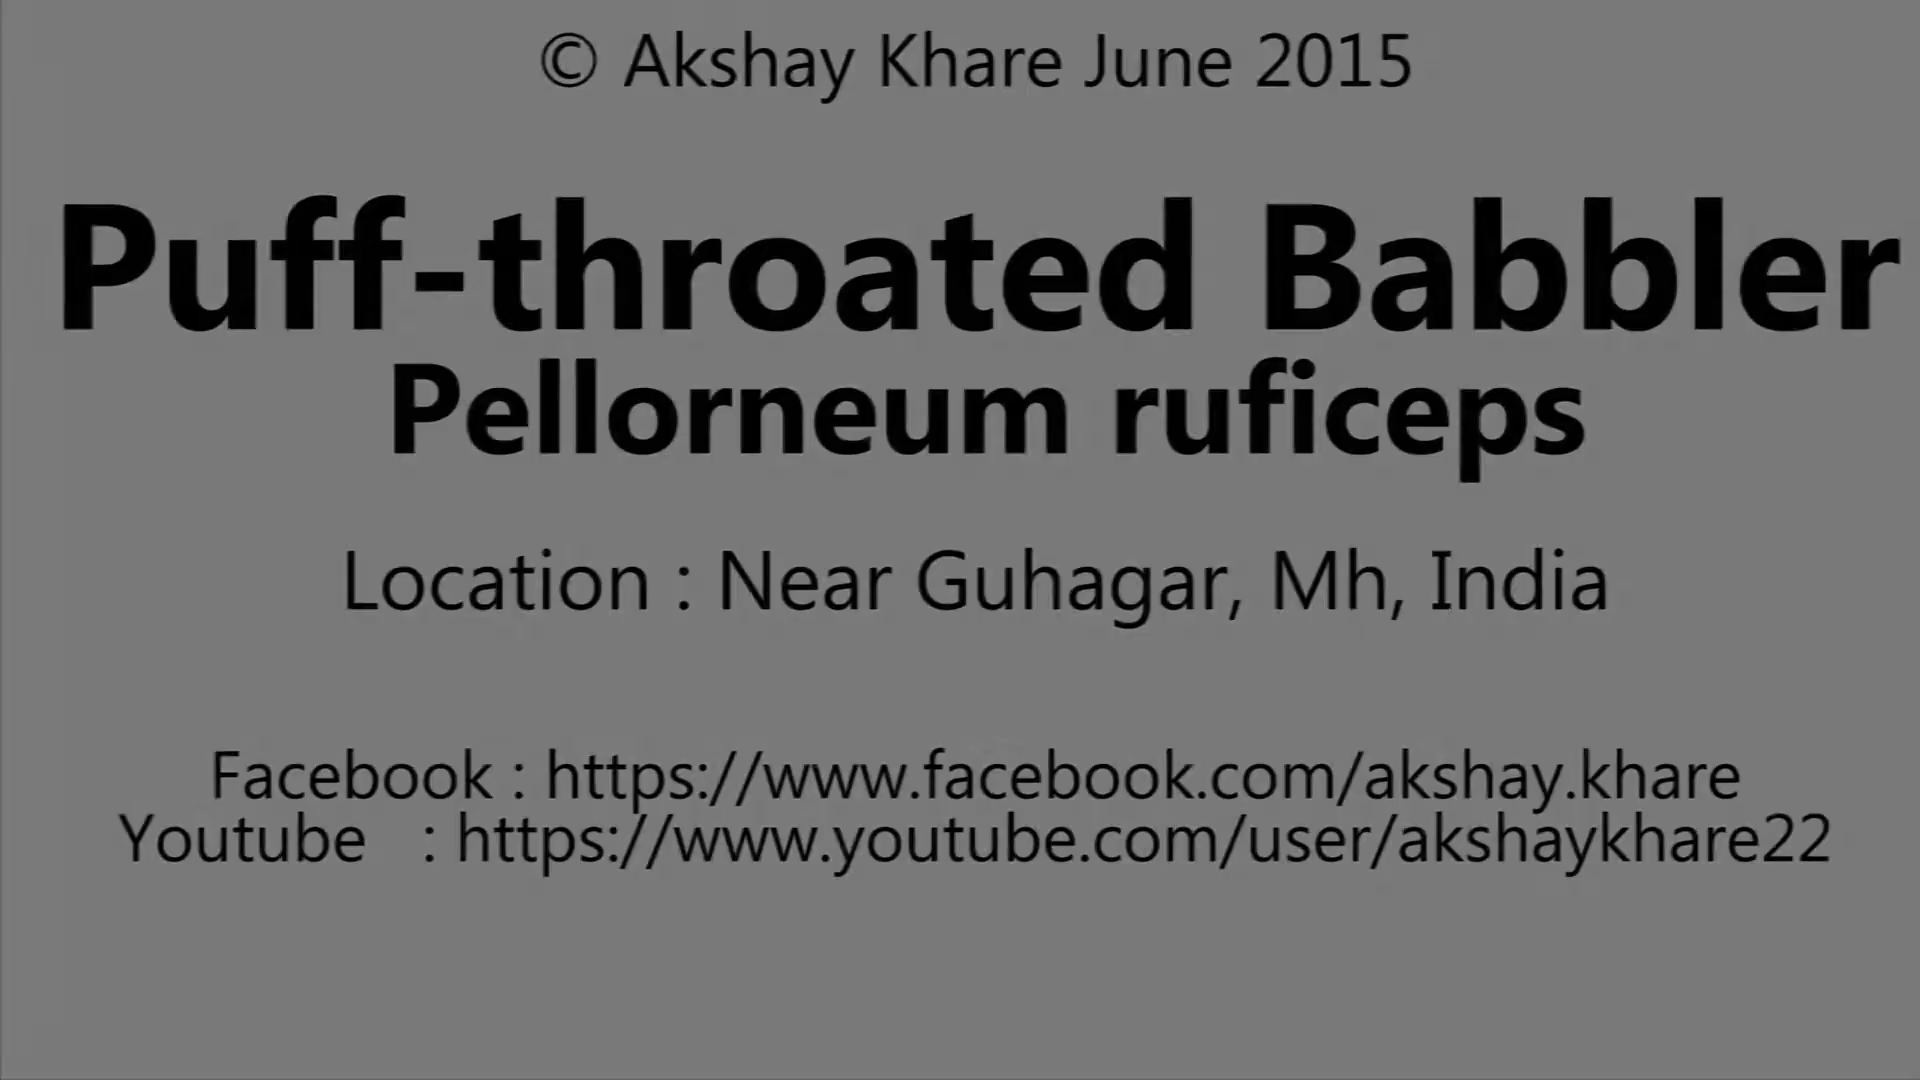 © Akshay Khare June 2015
Puff-throated Babbler
Pellorneum ruficeps
Location : Near Guhagar, Mh, India
Facebook : https://www.facebook.com/akshay.khare
Youtube : https://www.youtube.com/user/akshaykhare22